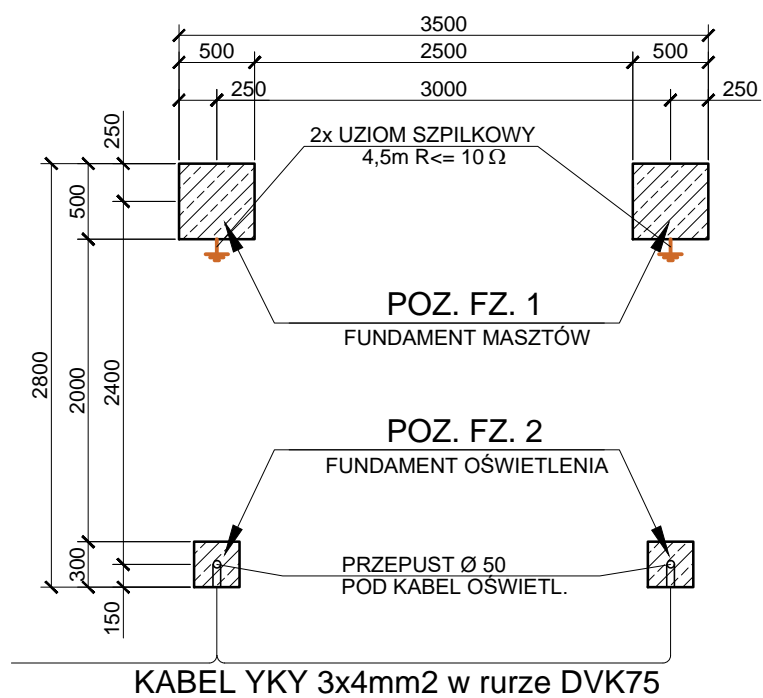 3500
500
2500
500
250
3000
250
250
2x UZIOM SZPILKOWY
4,5m R<= 10 Ω
500
POZ. FZ. 1
FUNDAMENT MASZTÓW
2800
2000
2400
POZ. FZ. 2
FUNDAMENT OŚWIETLENIA
300
PRZEPUST Ø 50
POD KABEL OŚWIETL.
150
KABEL YKY 3x4mm2 w rurze DVK75